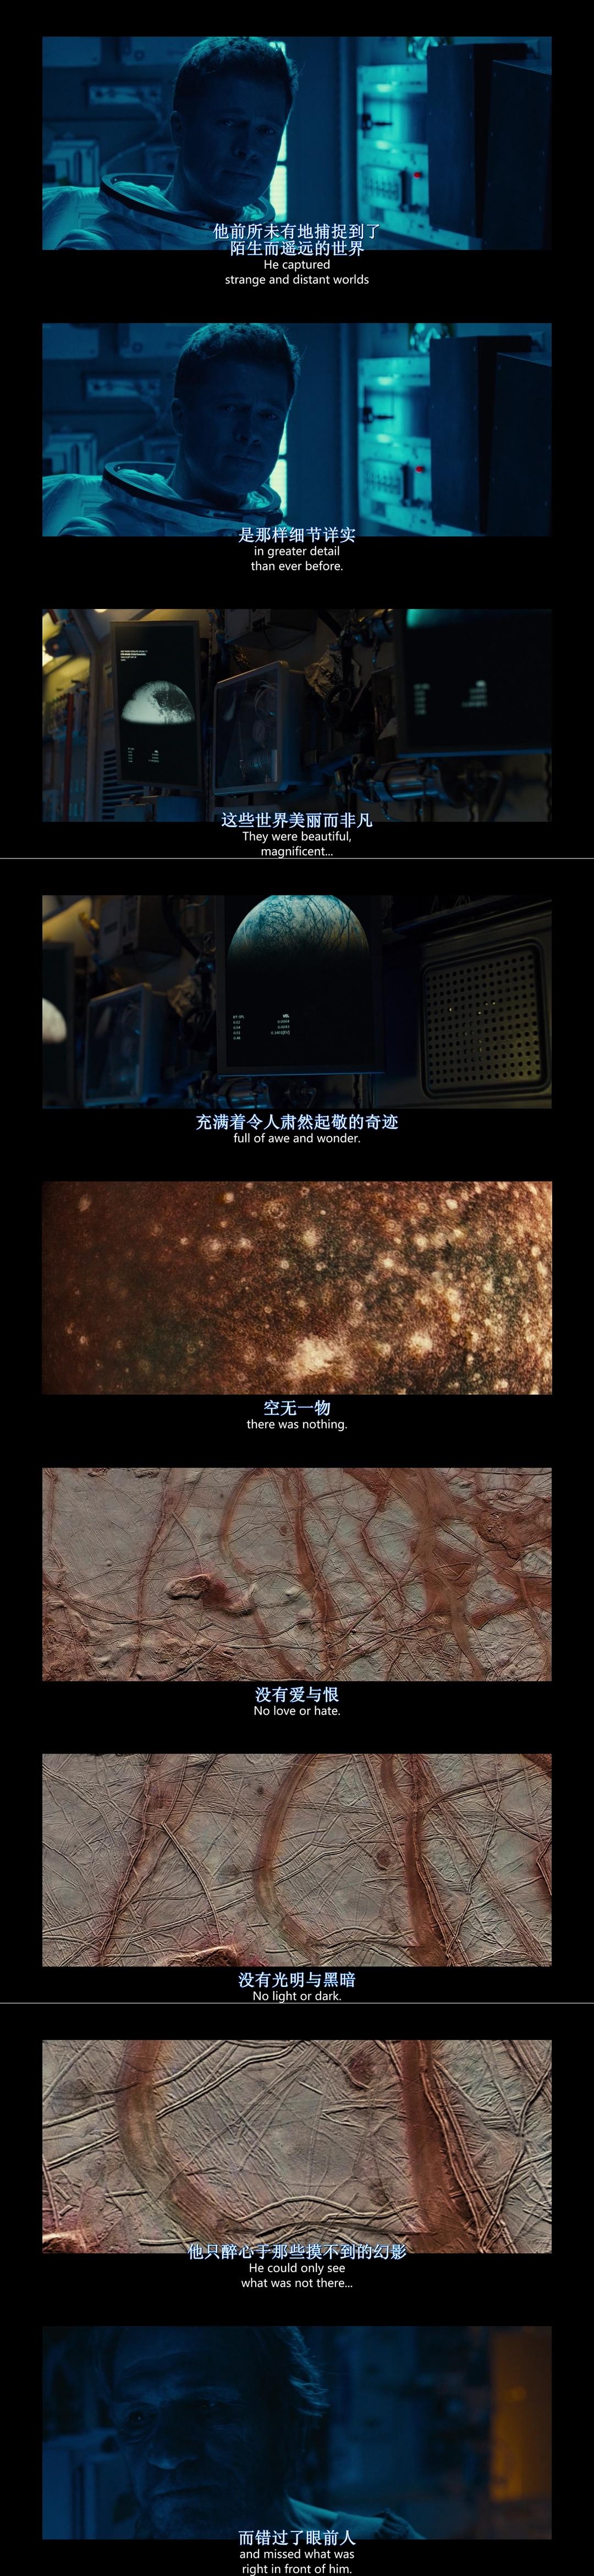 他前所未有地捕捉到了
陌生而遥远的世界
He captured
strange and distant worlds
是那样细节详实
in greater detail
than ever before.
这些世界美丽而非凡
They were beautiful,
magnificent...
充满着令人肃然起敬的奇迹
full of awe and wonder.
空无一物
there was nothing.
没有爱与恨
No love or hate.
没有光明与黑暗
No light or dark.
他只醉心于那些摸不到的幻影
He could only see
what was not there...
而错过了眼前人
and missed what was
right in front of him.